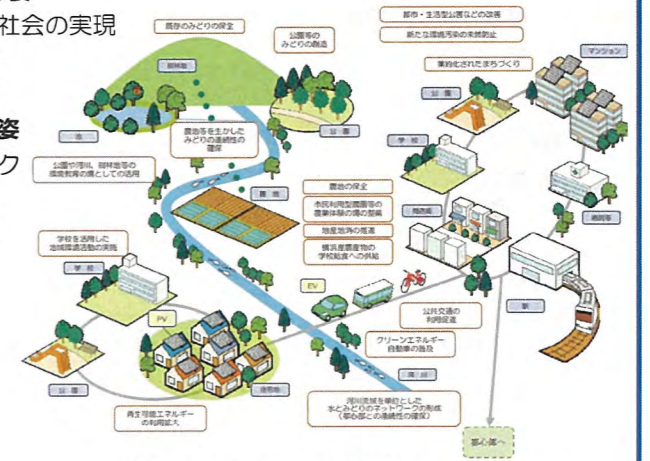 社会の実現
姿
ク
既存のみどりの保全
公園等の
みどりの創造
都市・生活型公害などの改善
新たな環境汚染の未然防止
集約化されたまちづくり
マンション
樹林地
公 園
池
公 園
農地等を生かした
みどりの連続性の
確保
学 校
公園や河川、樹林地等の
環境教育の場としての活用
農 地
農地の保全
市民利用型農園等の
農業体験の場の整備
地産地消の推進
横浜産農産物の
学校給食への供給
商店街
病院等
学校を活用した
地域環境活動の実施
学 校
EV
駅
PV
公共交通の
利用促進
クリーンエネルギー
自動車の普及
河 川
公 園
住宅地
再生可能エネルギー
の利用拡大
河川流域を単位とした
水とみどりのネットワークの形成
(都心部との連続性の確保)
都心部へ